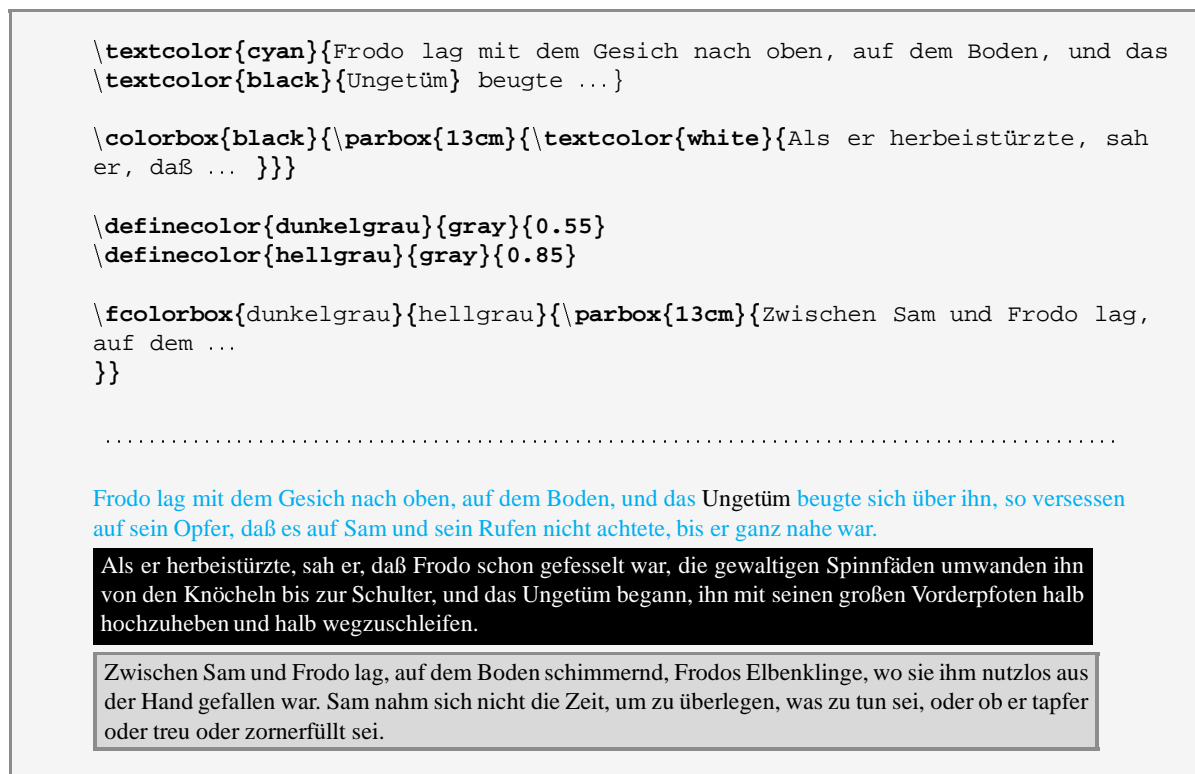 \textcolor{cyan}{Frodo lag mit dem Gesich nach oben, auf dem Boden, und das
\textcolor{black}{Ungetüm} beugte ...}
\colorbox{black}{\parbox{13cm}{\textcolor{white}{Als er herbeistürzte, sah
er, daß ... }}}
\definecolor{dunkelgrau}{gray}{0.55}
\definecolor{hellgrau}{gray}{0.85}
\fcolorbox{dunkelgrau}{hellgrau}{\parbox{13cm}{Zwischen Sam und Frodo lag,
auf dem ...
}}
Frodo lag mit dem Gesich nach oben, auf dem Boden, und das Ungetüm beugte sich über ihn, so versessen
auf sein Opfer, daß es auf Sam und sein Rufen nicht achtete, bis er ganz nahe war.
Als er herbeistürzte, sah er, daß Frodo schon gefesselt war, die gewaltigen Spinnfäden umwanden ihn
von den Knöcheln bis zur Schulter, und das Ungetüm begann, ihn mit seinen großen Vorderpfoten halb
hochzuheben und halb wegzuschleifen.
Zwischen Sam und Frodo lag, auf dem Boden schimmernd, Frodos Elbenklinge, wo sie ihm nutzlos aus
der Hand gefallen war. Sam nahm sich nicht die Zeit, um zu überlegen, was zu tun sei, oder ob er tapfer
oder treu oder zornerfüllt sei.